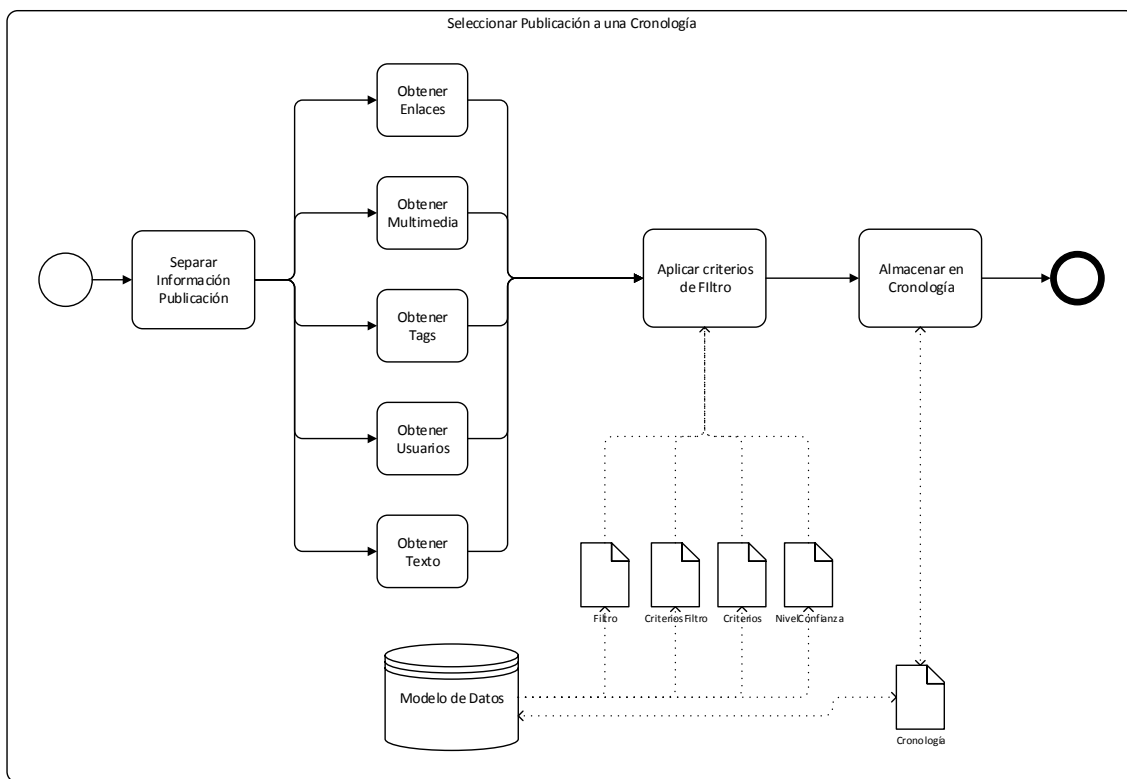 Seleccionar Publicación a una Cronología
Obtener
Enlaces
Obtener
Multimedia
Separar
Información
Publicación
Aplicar criterios
de FIltro
Almacenar en
Cronología
Obtener
Tags
Obtener
Usuarios
Obtener
Texto
Filtro
CriteriosFiltro
Criterios
NivelConfianza
Modelo de Datos
Cronología